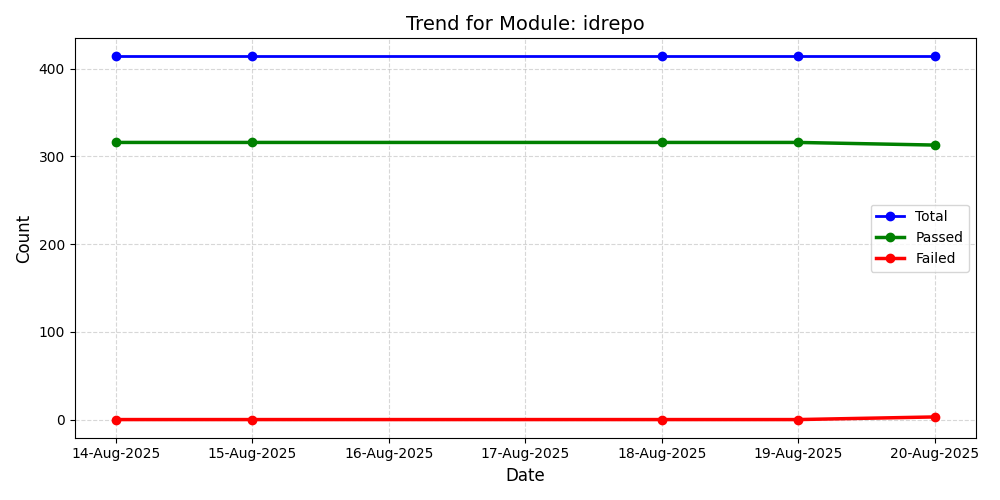 Trend for Module: idrepo
Count
400
300
200
100
0
Total
Passed
Failed
14-Aug-2025 15-Aug-2025 16-Aug-2025 17-Aug-2025 18-Aug-2025 19-Aug-2025 20-Aug-2025
Date